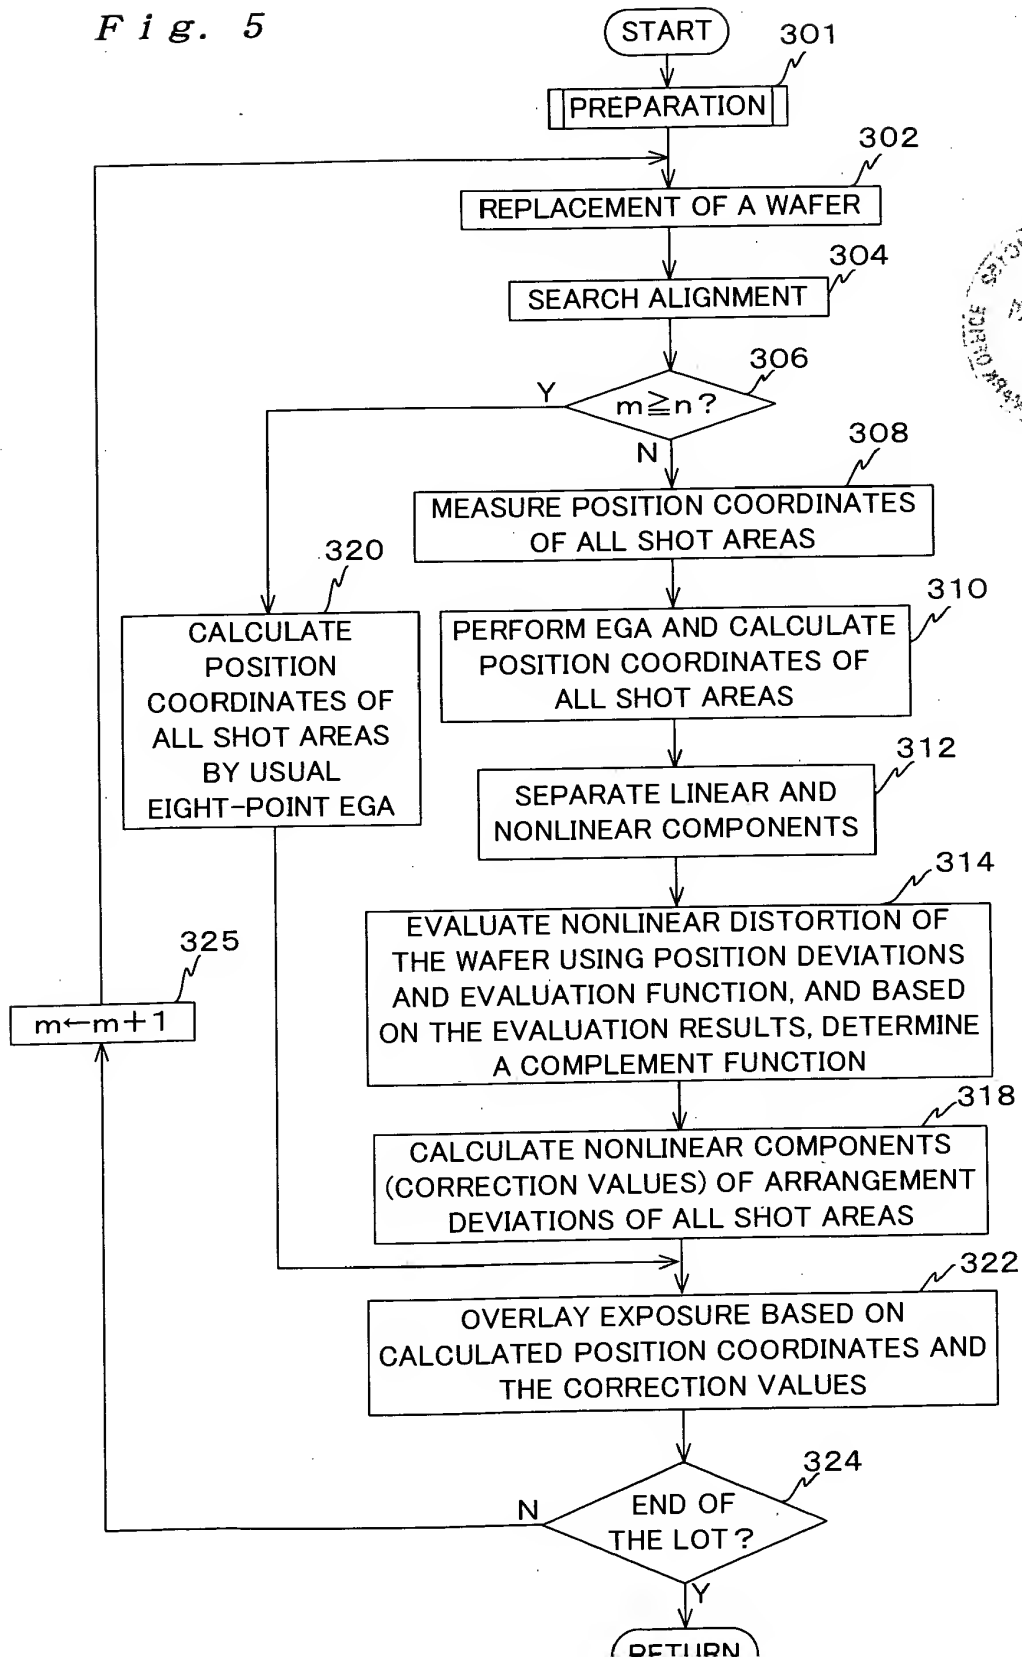 Fig. 5
START
301
PREPARATION
302
REPLACEMENT OF A WAFER
304
SEARCH ALIGNMENT
306
m≧n?
Y
N
308
MEASURE POSITION COORDINATES
OF ALL SHOT AREAS
320
CALCULATE
POSITION
COORDINATES OF
ALL SHOT AREAS
BY USUAL
EIGHT-POINT EGA
310
PERFORM EGA AND CALCULATE
POSITION COORDINATES OF
ALL SHOT AREAS
312
SEPARATE LINEAR AND
NONLINEAR COMPONENTS
314
EVALUATE NONLINEAR DISTORTION OF
THE WAFER USING POSITION DEVIATIONS
AND EVALUATION FUNCTION, AND BASED
ON THE EVALUATION RESULTS, DETERMINE
A COMPLEMENT FUNCTION
325
m←m+1
318
CALCULATE NONLINEAR COMPONENTS
(CORRECTION VALUES) OF ARRANGEMENT
DEVIATIONS OF ALL SHOT AREAS
322
OVERLAY EXPOSURE BASED ON
CALCULATED POSITION COORDINATES AND
THE CORRECTION VALUES
324
END OF
THE LOT?
N
Y
RETURN